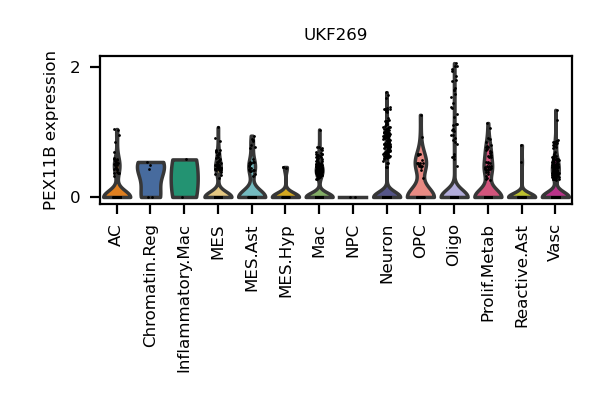 UKF269
PEX11B expression
2
0
AC
Chromatin.Reg
Inflammatory.Mac
MES
MES.Ast
MES.Hyp
Mac
NPC
Neuron
OPC
Oligo
Prolif.Metab
Reactive.Ast
Vasc